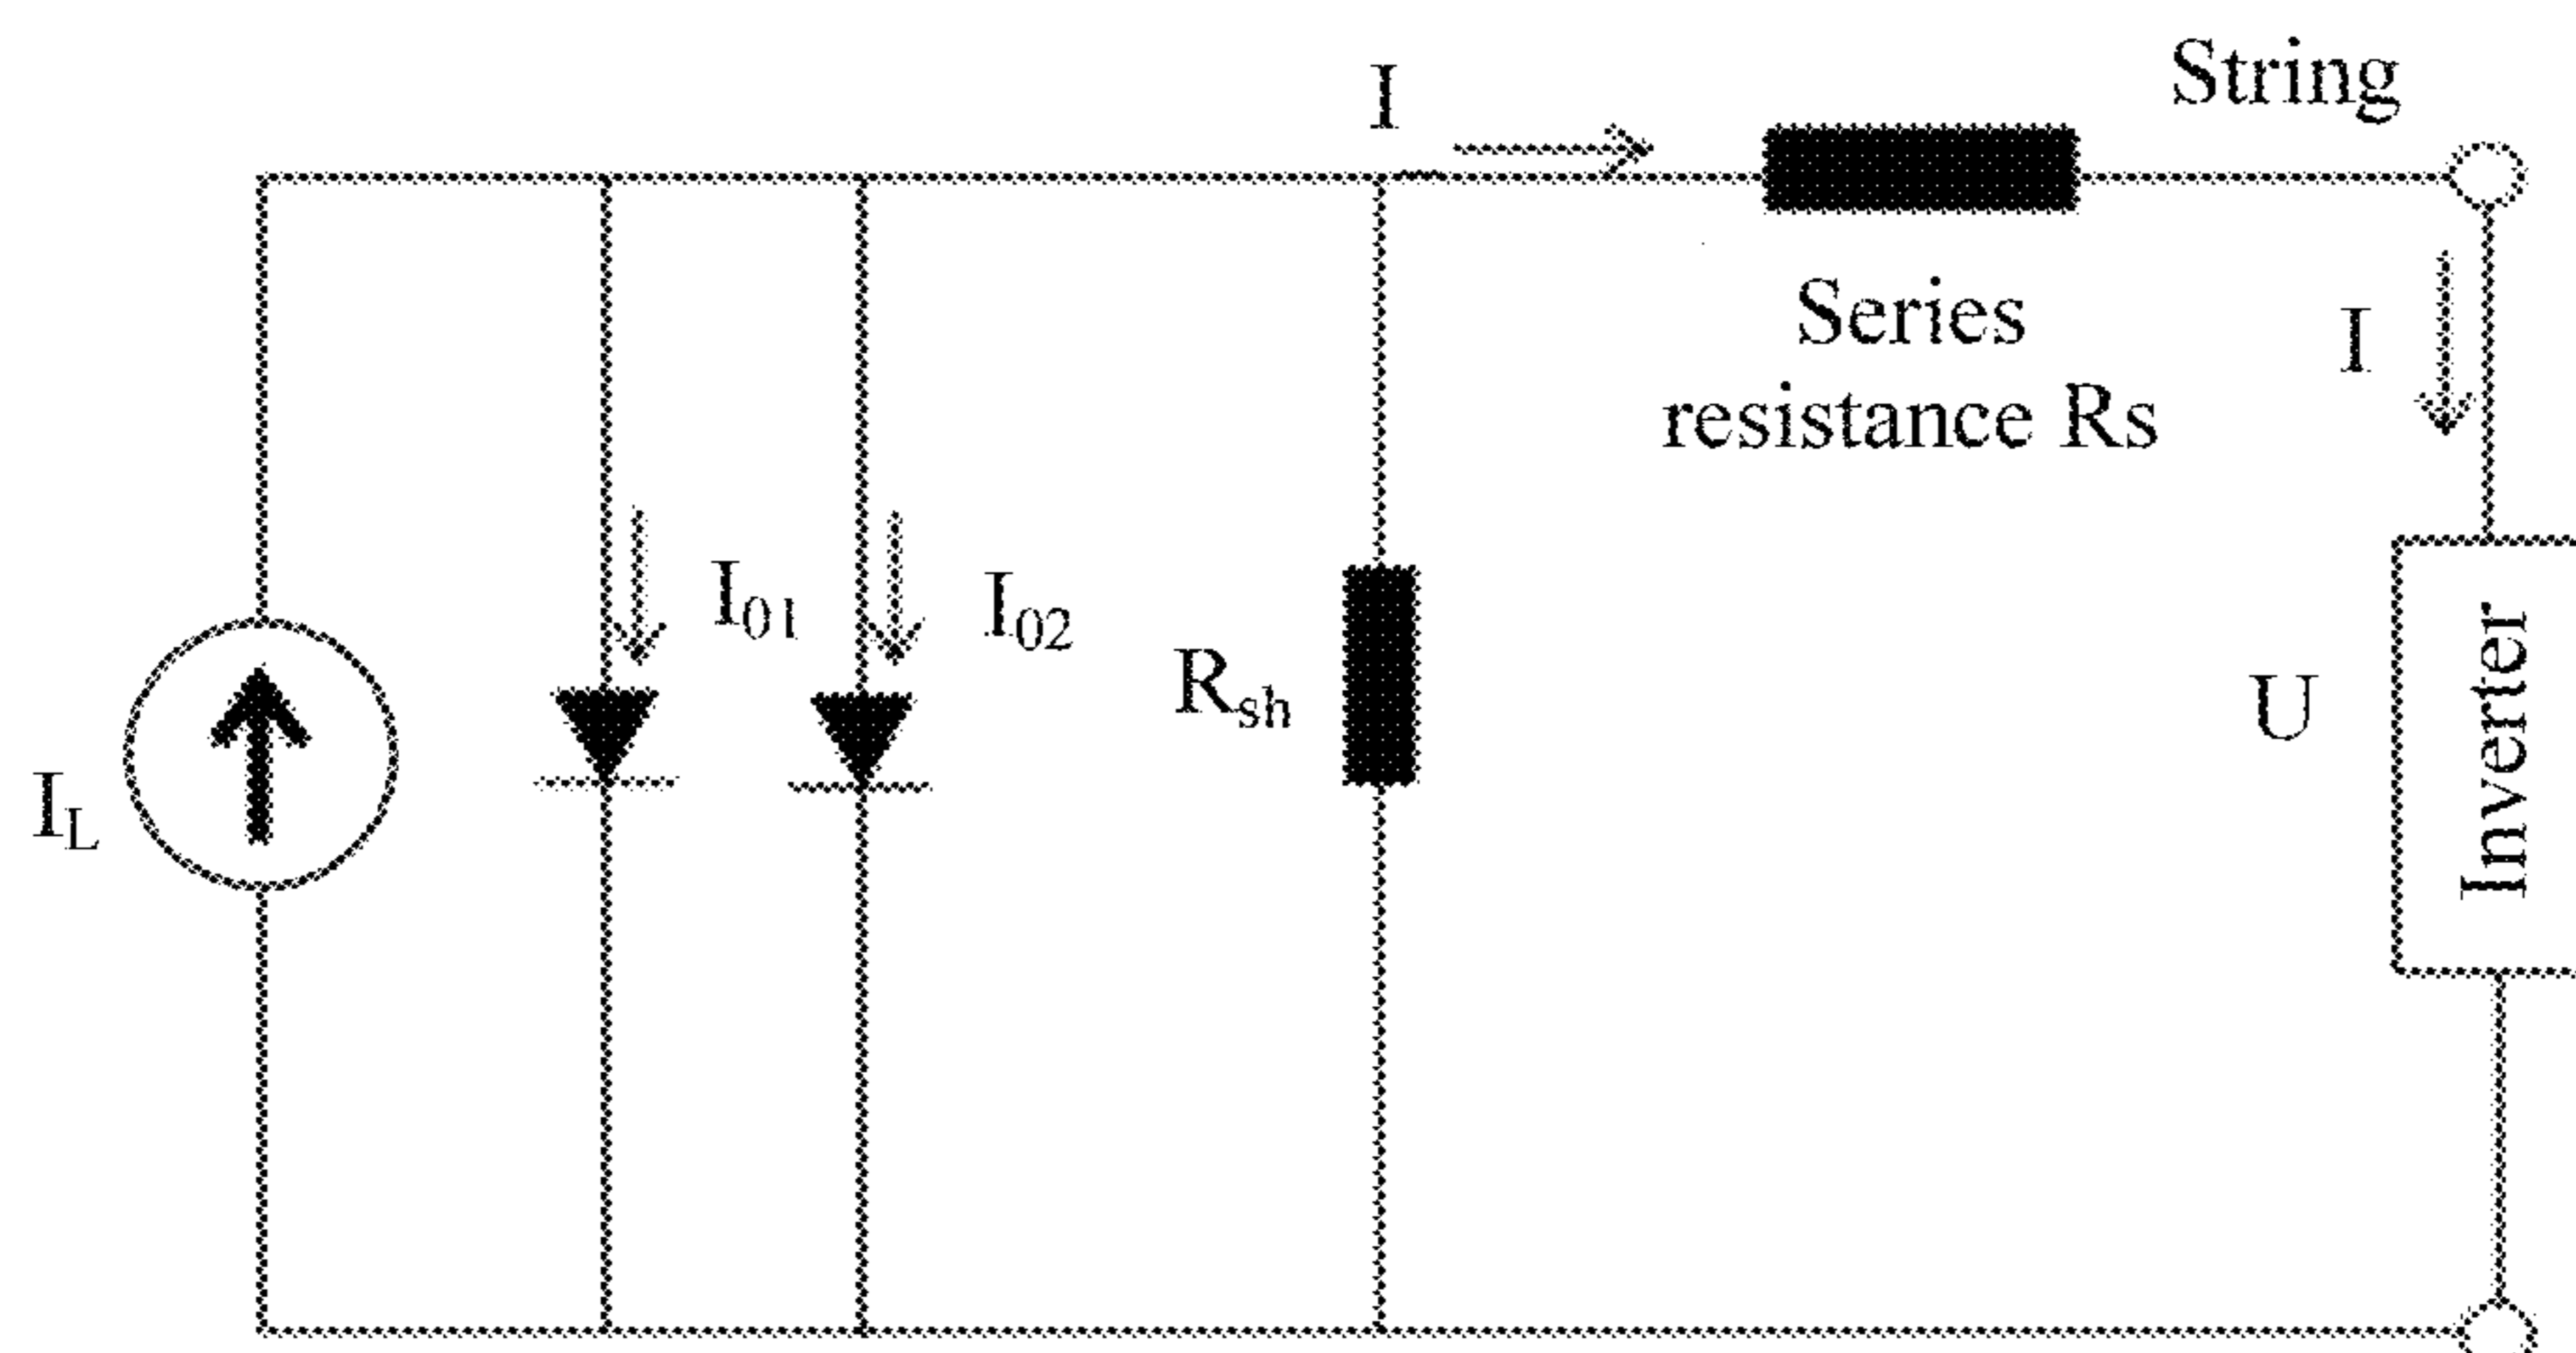 I
String
Series
resistance Rs
I
I01
I02
Rsh
U
Inverter
IL